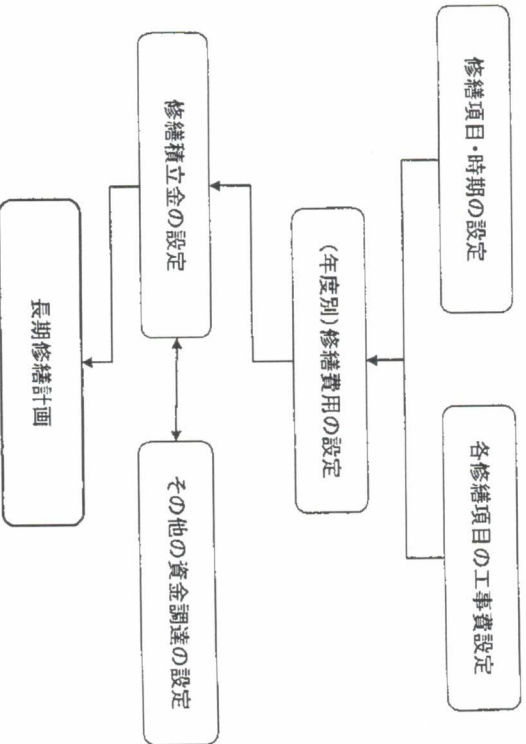 修繕項目・時期の設定
各修繕項目の工事費設定
(年度別)修繕費用の設定
修繕積立金の設定
その他の資金調達の設定
長期修繕計画